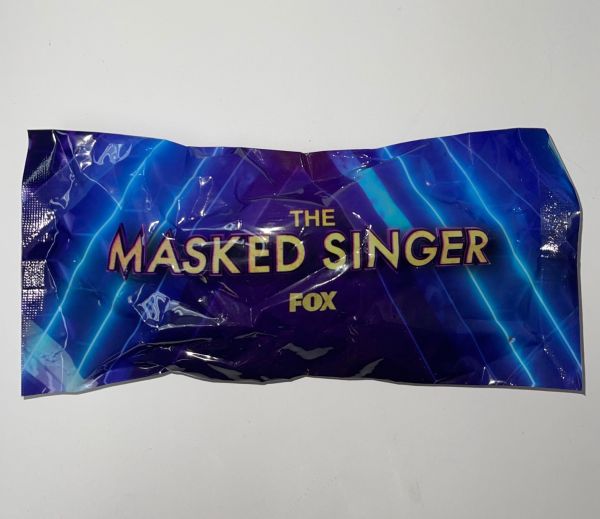 THE
MASKED SINGER
FOX